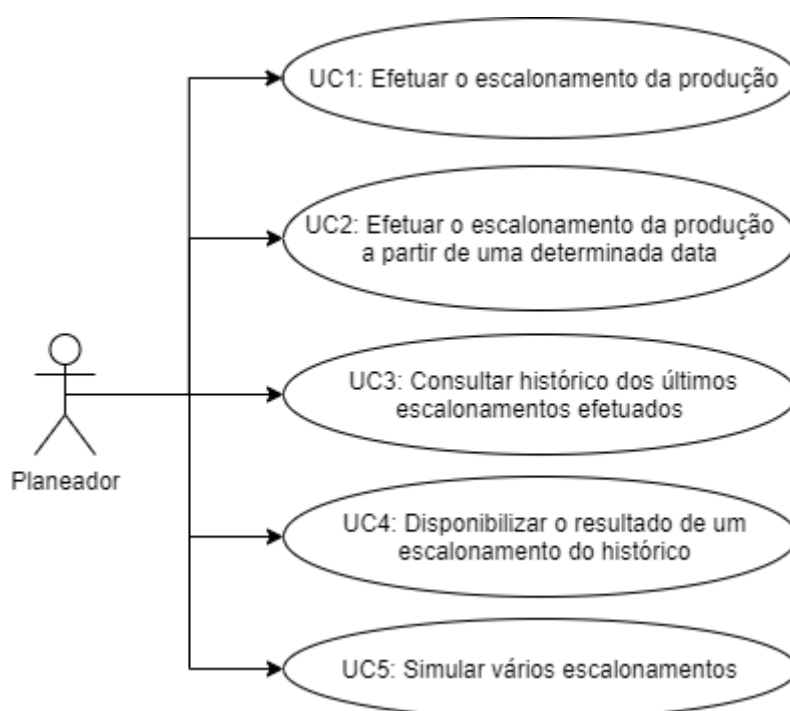 UC1: Efetuar o escalonamento da produção
UC2: Efetuar o escalonamento da produção
a partir de uma determinada data
UC3: Consultar histórico dos últimos
escalonamentos efetuados
Planeador
UC4: Disponibilizar o resultado de um
escalonamento do histórico
UC5: Simular vários escalonamentos